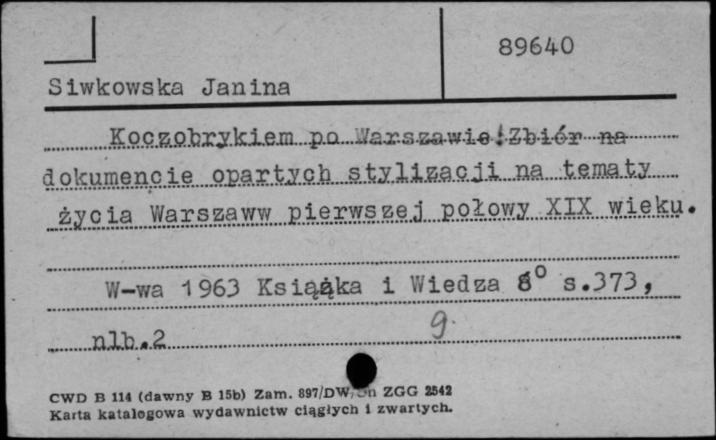 89640
Siwkowska Janina
Koczobrykiem po Warszawie!Zbiór na
dokumencie opartych stylizacji na tematy
życia Warszaww pierwszej połowy XIX wieku.
W-wa 1963 Książka i Wiedza 8° s.373,
nlb.2
9.
CWD B 114 (dawny B 15b) Zam. 897/DW, ZGG 2542
Karta katalogowa wydawnictw ciągłych i zwartych.